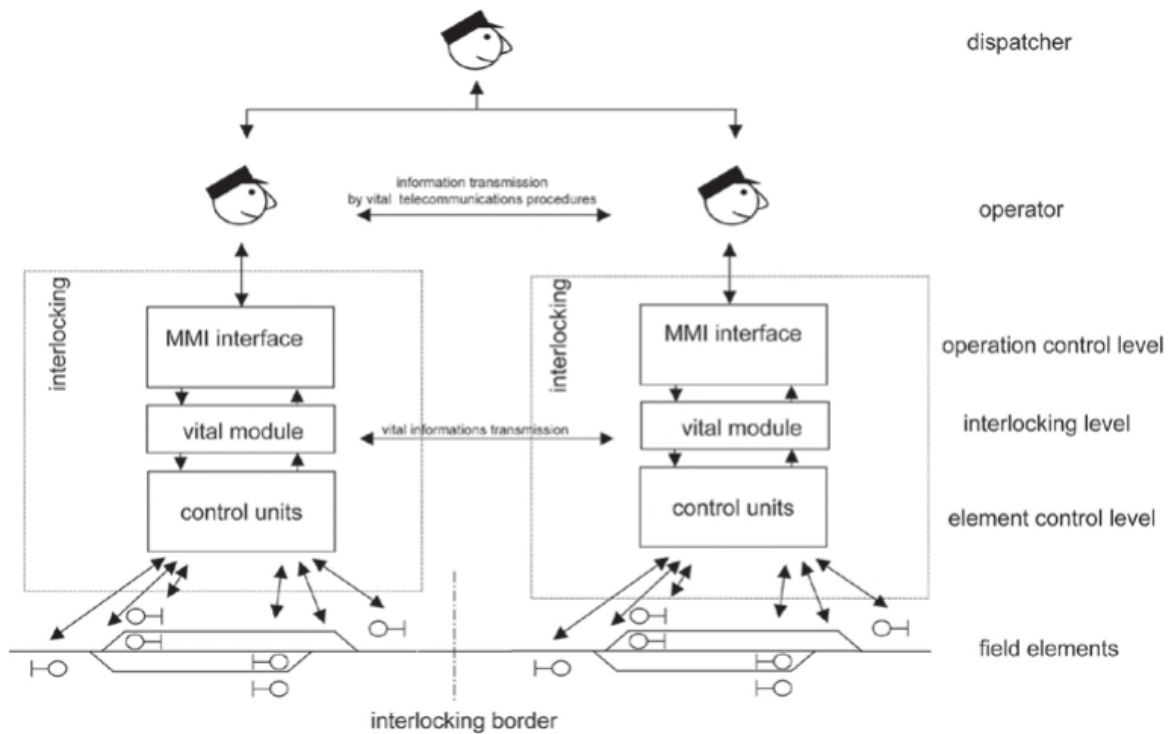 dispatcher
information transmission
by vital telecommunications procedures
operator
interlocking
interlocking
MMI interface
MMI interface
operation control level
vital module
vital informations transmission
vital module
interlocking level
control units
control units
element control level
field elements
interlocking border